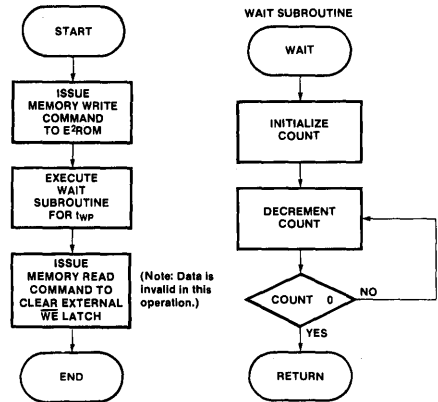 START
ISSUE
MEMORY WRITE
COMMAND
TO E²ROM
EXECUTE
WAIT
SUBROUTINE
FOR tWP
ISSUE
MEMORY READ
COMMAND TO
CLEAR EXTERNAL
W̅E̅ LATCH
(Note: Data is
invalid in this
operation.)
END
WAIT SUBROUTINE
WAIT
INITIALIZE
COUNT
DECREMENT
COUNT
COUNT 0
NO
YES
RETURN